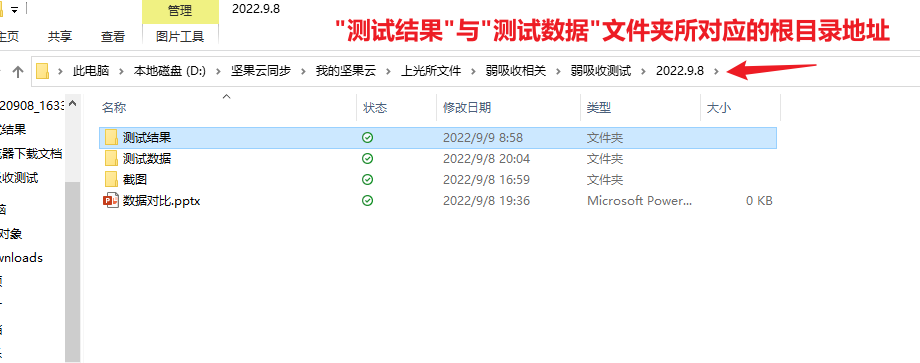 管理
2022.9.8
主页
共享
查看
图片工具
"测试结果"与"测试数据"文件夹所对应的根目录地址
此电脑 > 本地磁盘 (D:) > 坚果云同步 > 我的坚果云 > 上光所文件 > 弱吸收相关 > 弱吸收测试 > 2022.9.8 >
20908_1633
试结果
览器下载文档
吸收测试
脑
对象
wnloads
名称 状态 修改日期 类型 大小
测试结果 2022/9/9 8:58 文件夹
测试数据 2022/9/8 20:04 文件夹
截图 2022/9/8 16:59 文件夹
数据对比.pptx 2022/9/8 19:36 Microsoft Power... 0 KB